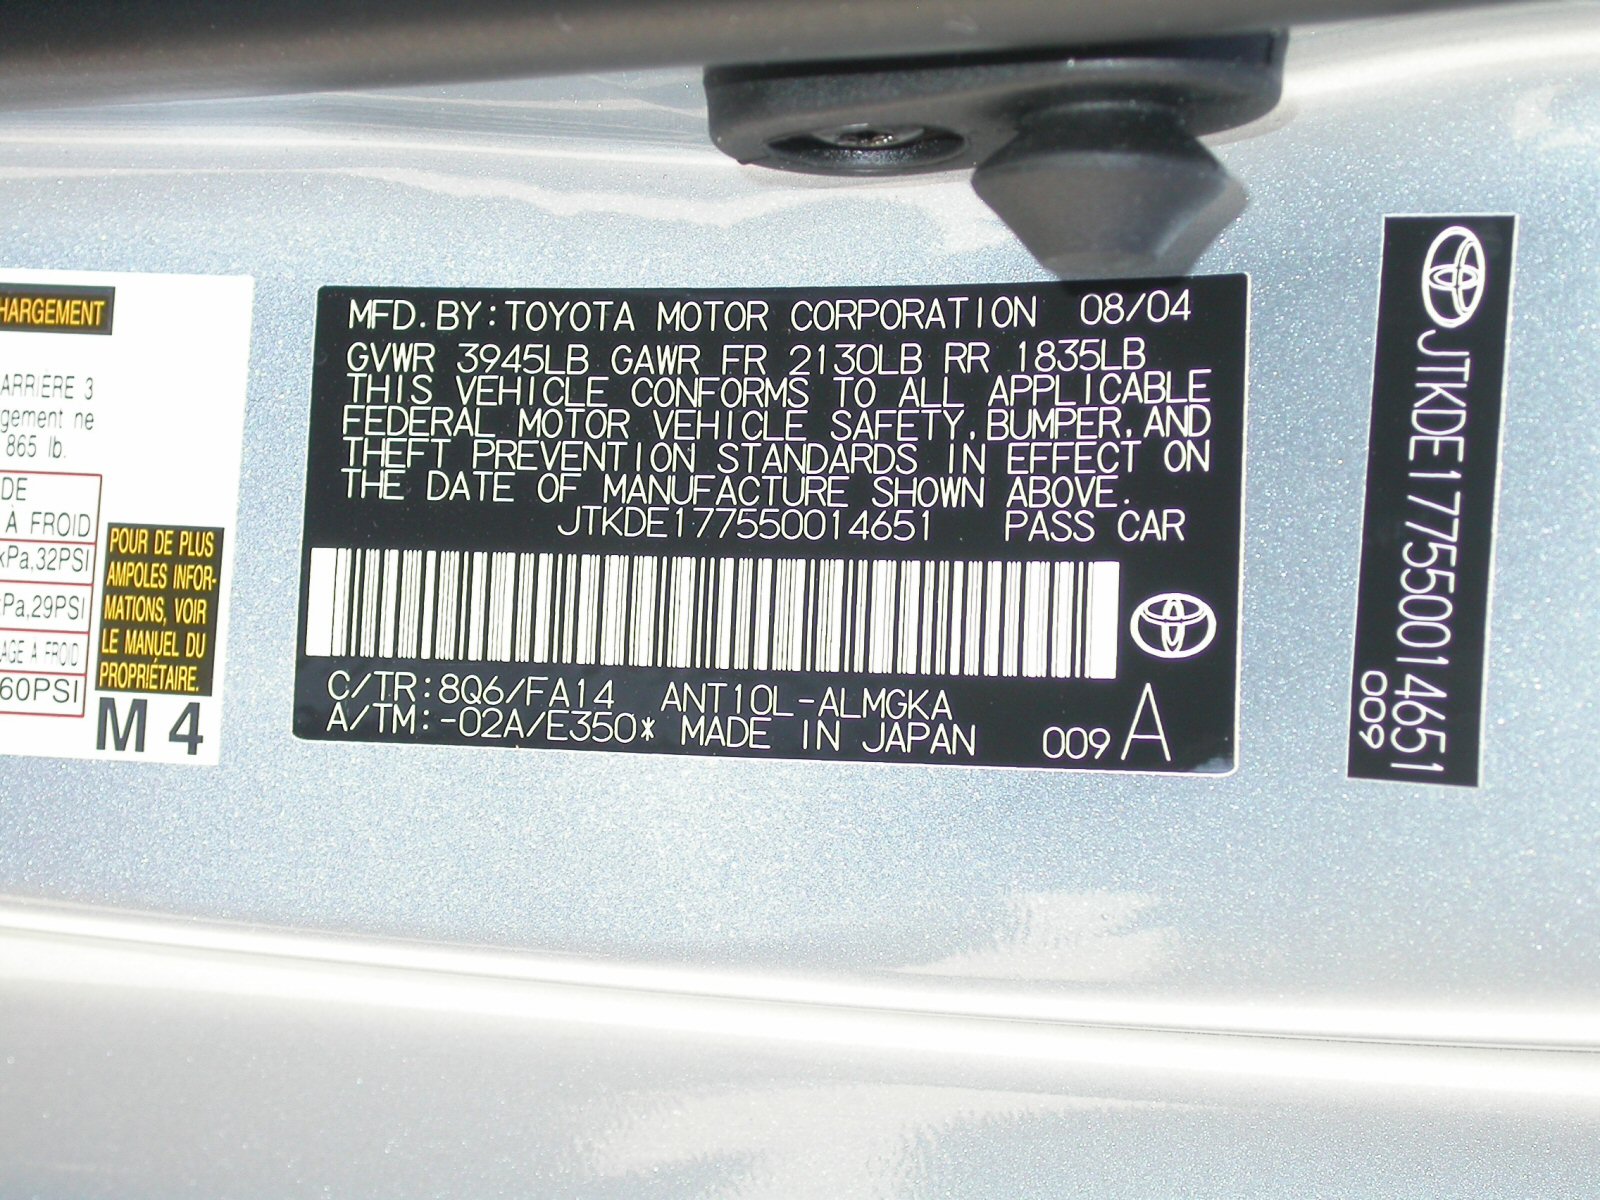 HARGEMENT
ARRIERE 3
gement ne
865 lb.
DE
À FROID
kPa,32PSI
Pa,29PSI
AGE À FROID
60PSI
POUR DE PLUS
AMPOLES INFOR-
MATIONS, VOIR
LE MANUEL DU
PROPRIÉTAIRE.
M 4
MFD. BY: TOYOTA MOTOR CORPORATION 08/04
GVWR 3945LB GAWR FR 2130LB RR 1835LB
THIS VEHICLE CONFORMS TO ALL APPLICABLE
FEDERAL MOTOR VEHICLE SAFETY, BUMPER, AND
THEFT PREVENTION STANDARDS IN EFFECT ON
THE DATE OF MANUFACTURE SHOWN ABOVE.
JTKDE177550014651 PASS CAR
C/TR: 8Q6/FA14 ANT10L-ALMGKA
A/TM: -02A/E350* MADE IN JAPAN 009 A
JTKDE177550014651
009